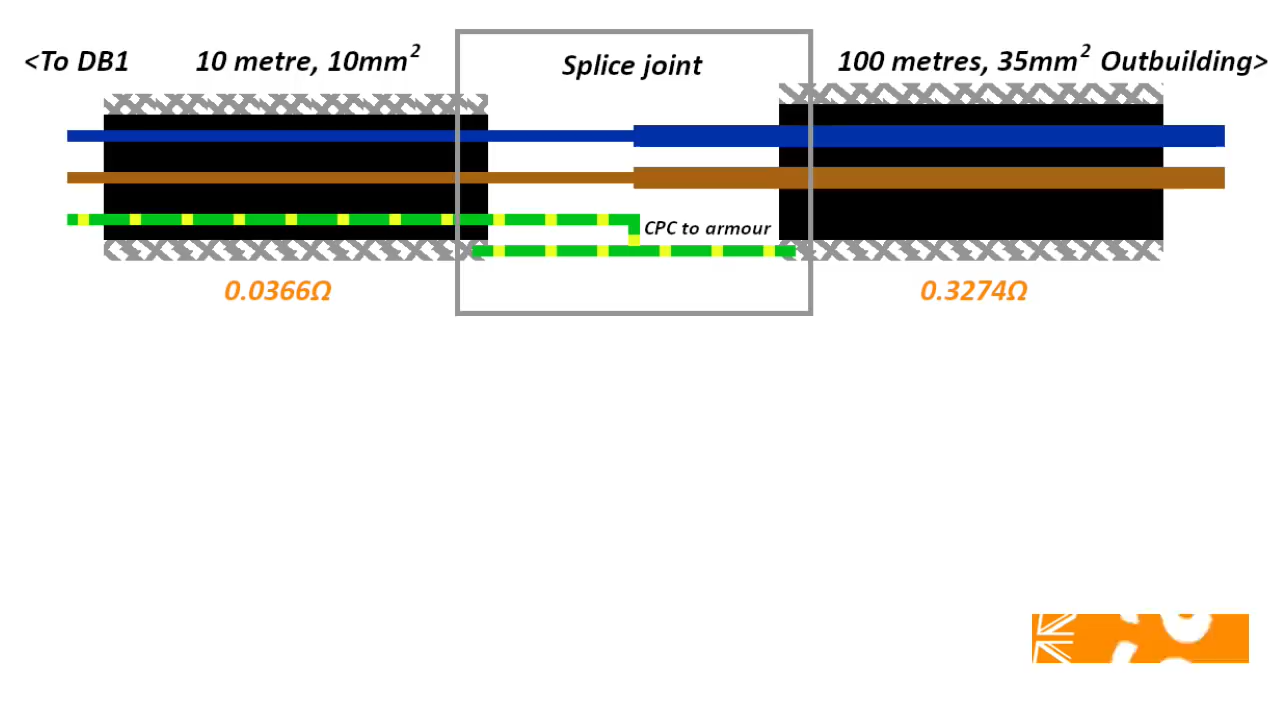 <To DB1 10 metre, 10mm² Splice joint 100 metres, 35mm² Outbuilding>
CPC to armour
0.0366Ω 0.3274Ω